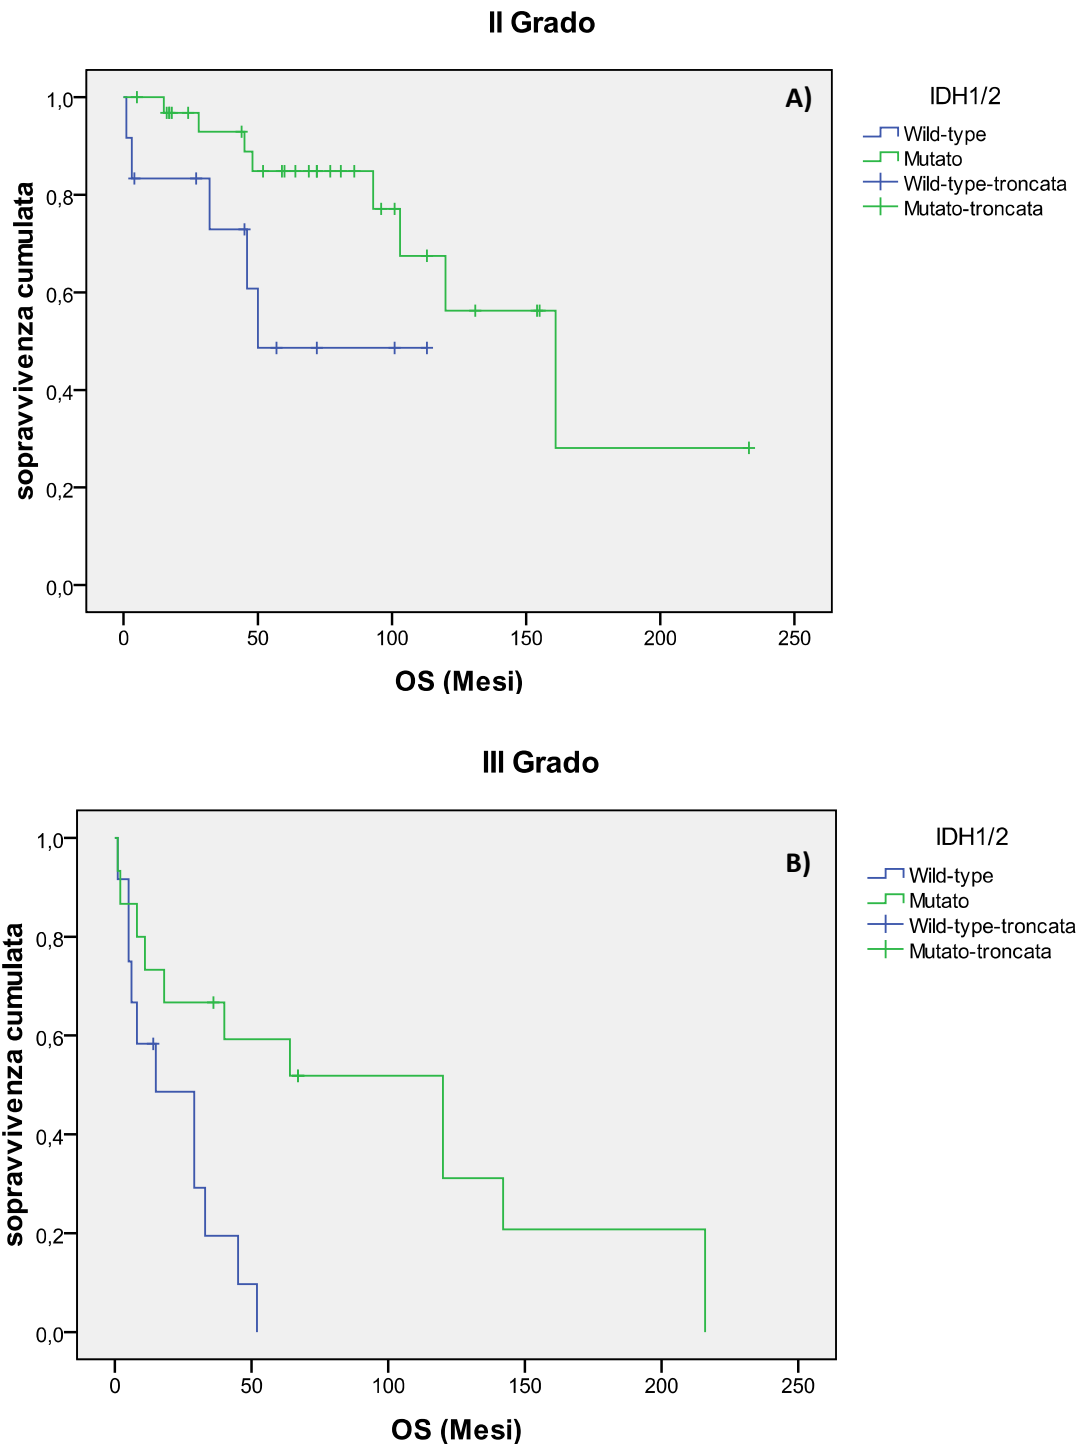 II Grado
A)
IDH1/2
Wild-type
Mutato
Wild-type-troncata
Mutato-troncata
sopravvivenza cumulata
1,0
0,8
0,6
0,4
0,2
0,0
0 50 100 150 200 250
OS (Mesi)
III Grado
B)
IDH1/2
Wild-type
Mutato
Wild-type-troncata
Mutato-troncata
sopravvivenza cumulata
1,0
0,8
0,6
0,4
0,2
0,0
0 50 100 150 200 250
OS (Mesi)